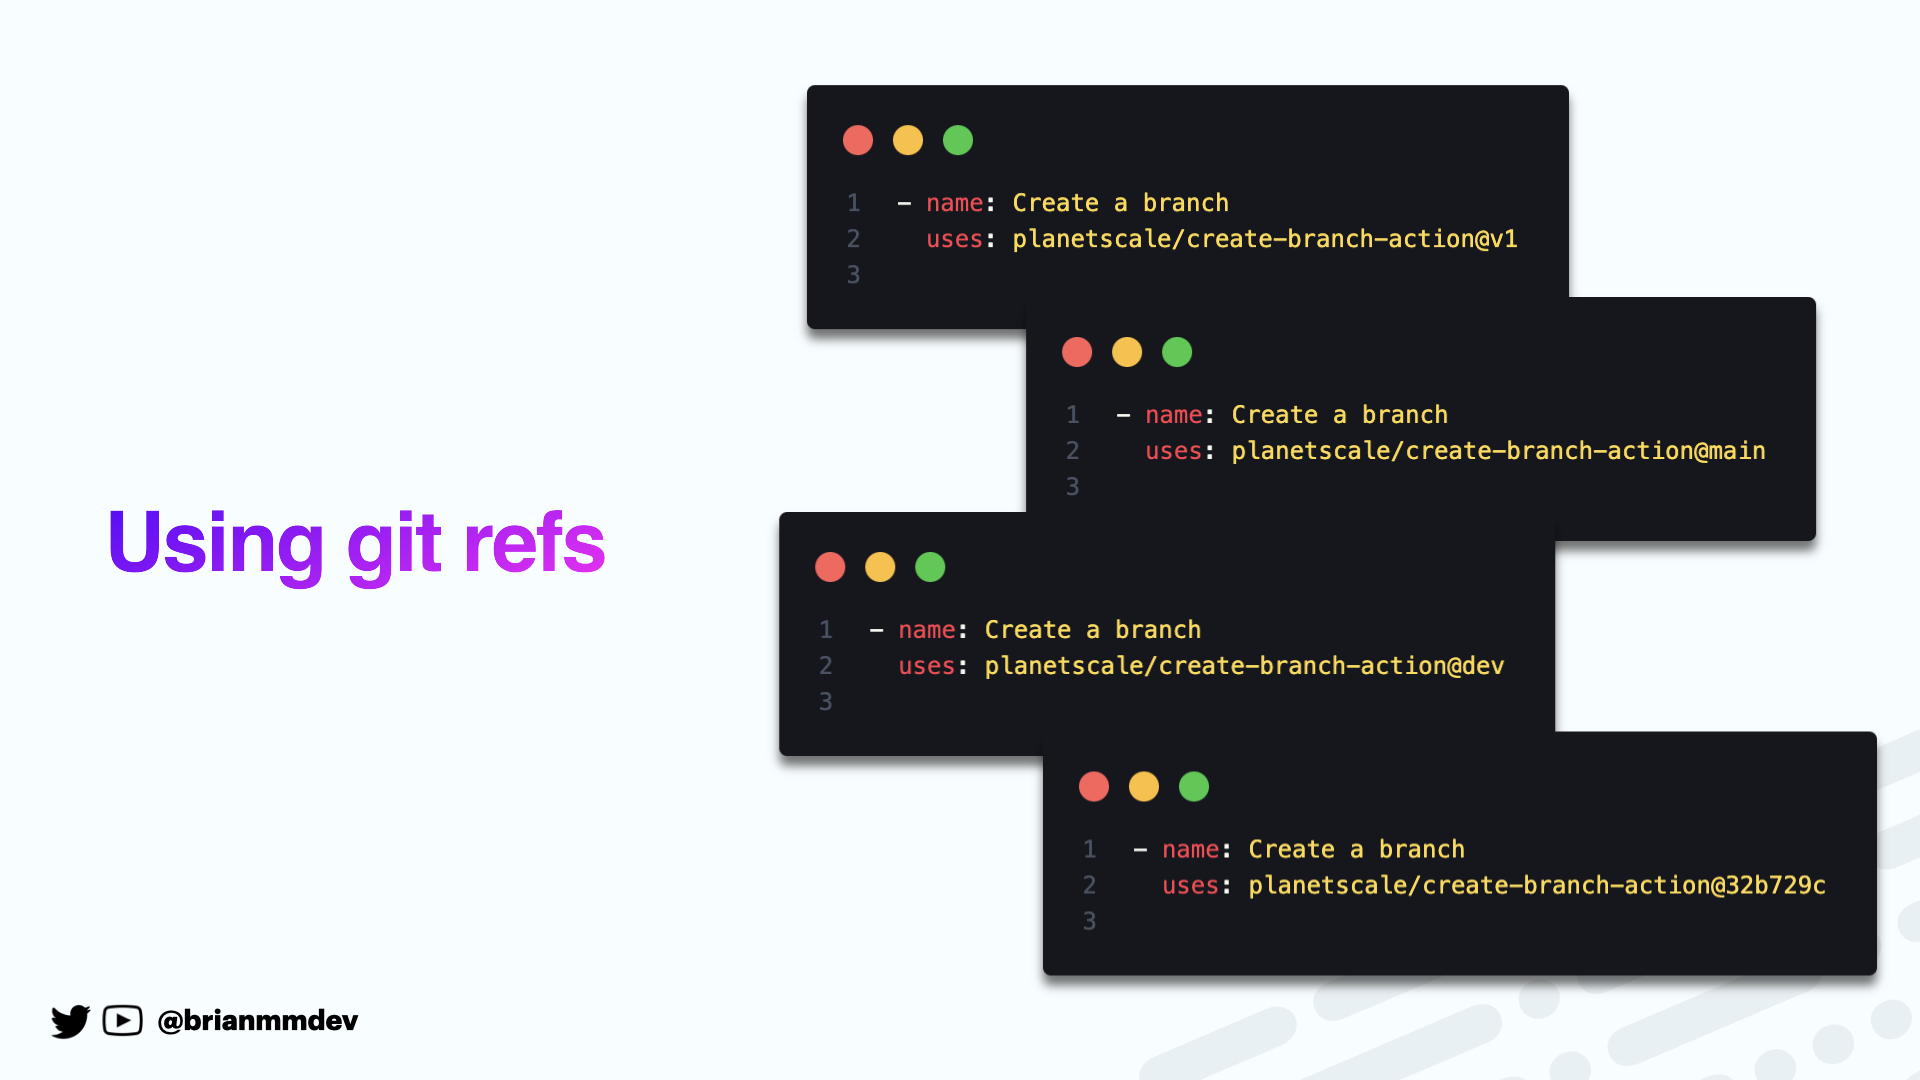 Using git refs
1 - name: Create a branch
2 uses: planetscale/create-branch-action@v1
3
1 - name: Create a branch
2 uses: planetscale/create-branch-action@main
3
1 - name: Create a branch
2 uses: planetscale/create-branch-action@dev
3
1 - name: Create a branch
2 uses: planetscale/create-branch-action@32b729c
3
@brianmmdev